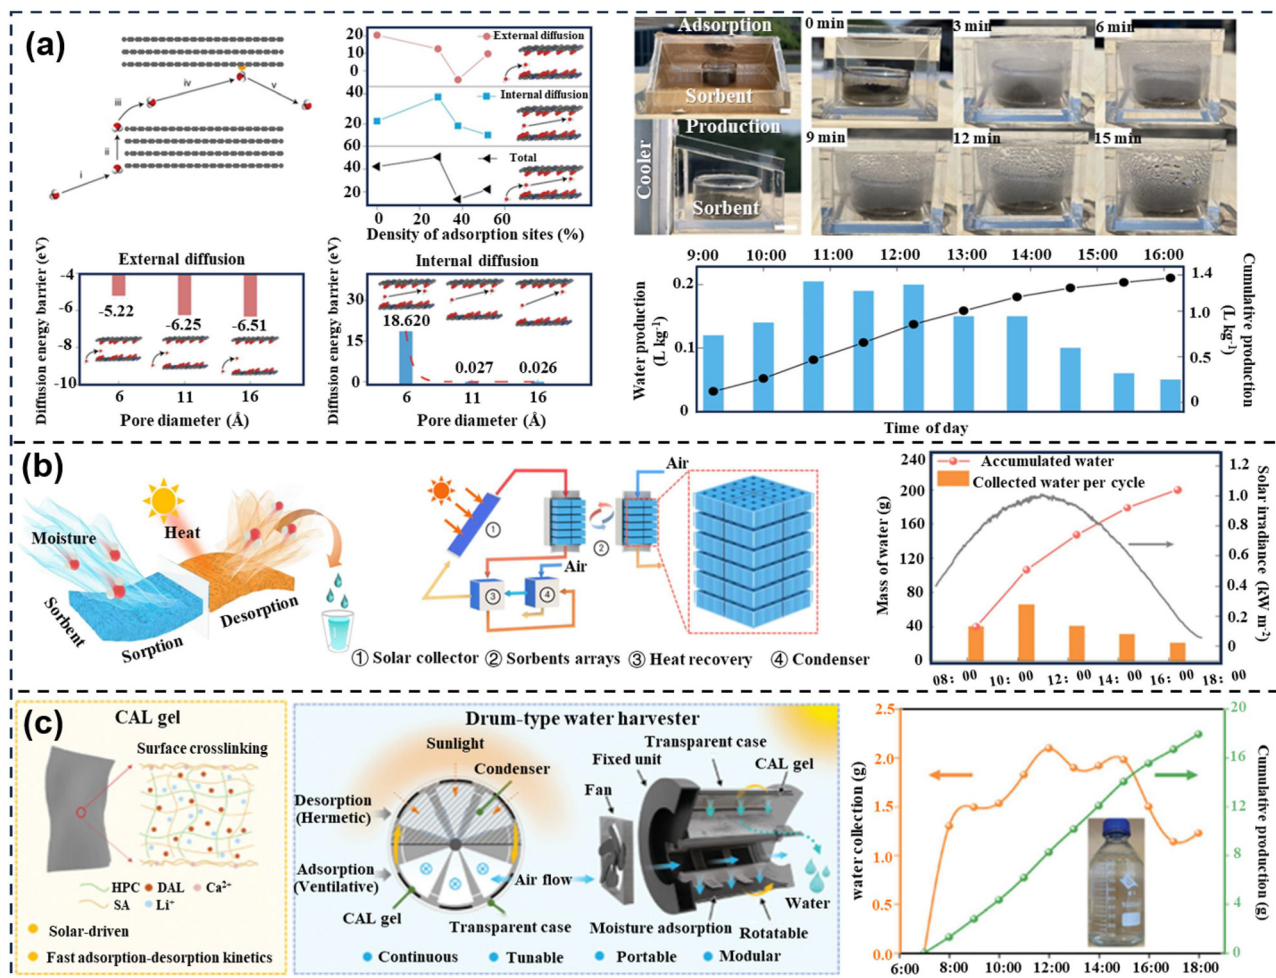 (a)
i
ii
iii
iv
v
20
10
0
40
20
60
40
20
External diffusion
Internal diffusion
Total
0 20 40 60
Density of adsorption sites (%)
Adsorption
Sorbent
Production
Cooler
Sorbent
0 min
3 min
6 min
9 min
12 min
15 min
Diffusion energy barrier (eV)
External diffusion
-4
-6
-8
-10
-5.22
-6.25
-6.51
6 11 16
Pore diameter (Å)
Diffusion energy barrier (eV)
Internal diffusion
30
15
0
18.620
0.027
0.026
6 11 16
Pore diameter (Å)
9:00 10:00 11:00 12:00 13:00 14:00 15:00 16:00
Water production
(L kg⁻¹)
0.2
0.1
0
1.4
1.0
0.5
0
Cumulative production
(L kg⁻¹)
Time of day
(b)
Moisture
Heat
Sorbent
Sorption
Desorption
Air
Air
①
②
③
④
① Solar collector ② Sorbents arrays ③ Heat recovery ④ Condenser
Mass of water (g)
240
200
160
120
80
40
0
Accumulated water
Collected water per cycle
1.2
1.0
0.8
0.6
0.4
0.2
0
Solar irradiance (kW m⁻²)
08:00 10:00 12:00 14:00 16:00 18:00
(c)
CAL gel
Surface crosslinking
HPC DAL Ca²⁺
SA Li⁺
Solar-driven
Fast adsorption-desorption kinetics
Drum-type water harvester
Sunlight
Condenser
Desorption
(Hermetic)
Adsorption
(Ventilative)
CAL gel
Air flow
Transparent case
Fixed unit
Transparent case
CAL gel
Fan
Water
Moisture adsorption
Rotatable
Continuous Tunable Portable Modular
water collection (g)
2.5
2.0
1.5
1.0
0.5
0.0
20
16
12
8
4
0
Cumulative production (g)
6:00 8:00 10:00 12:00 14:00 16:00 18:00